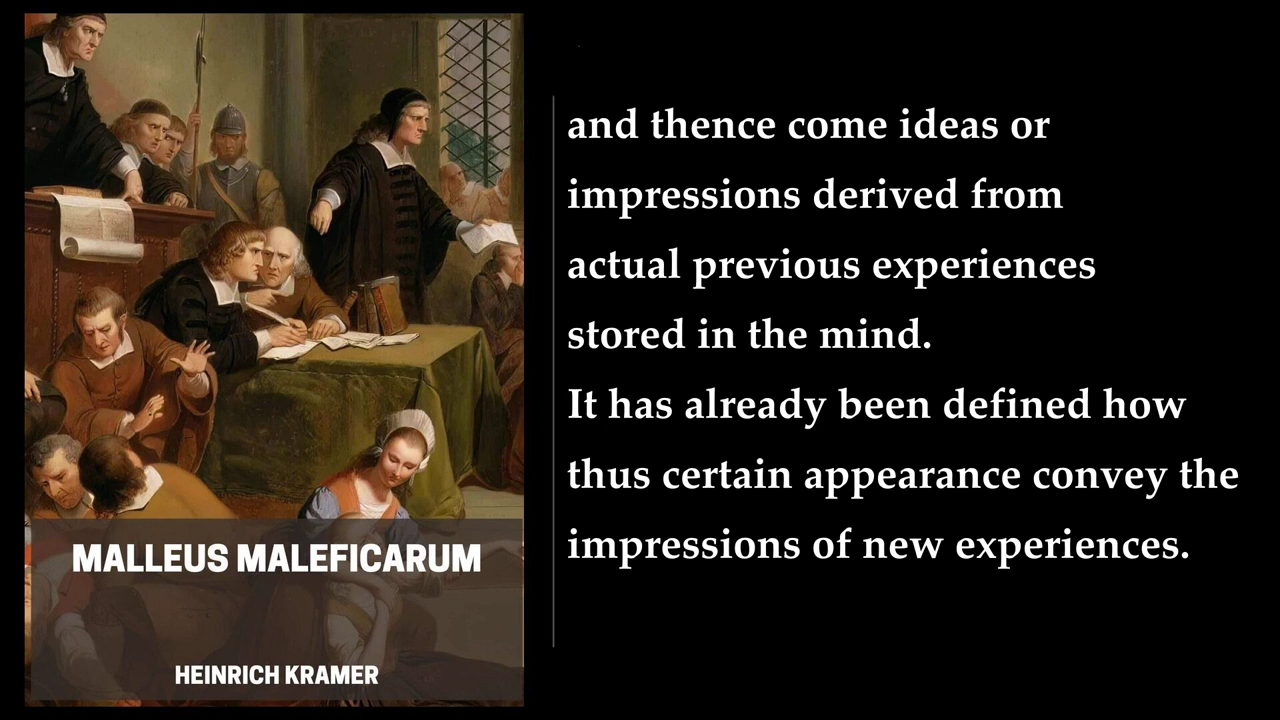 MALLEUS MALEFICARUM
HEINRICH KRAMER
and thence come ideas or
impressions derived from
actual previous experiences
stored in the mind.
It has already been defined how
thus certain appearance convey the
impressions of new experiences.